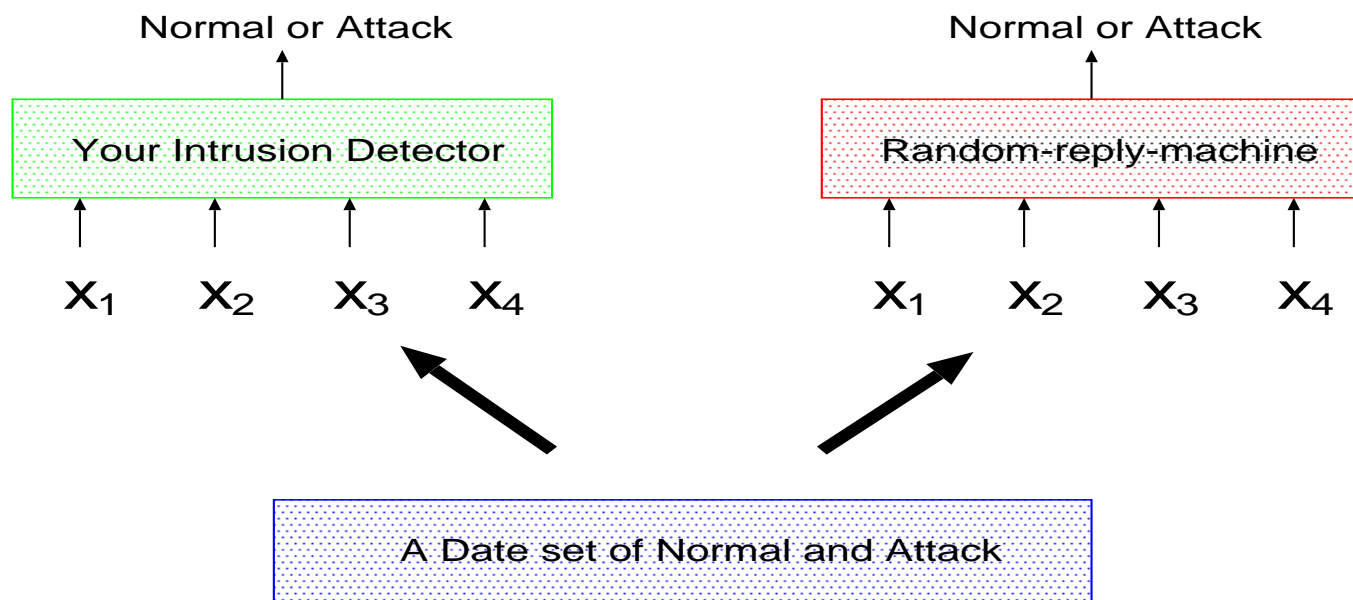 Normal or Attack
Normal or Attack
Your Intrusion Detector
Random-reply-machine
x₁ x₂ x₃ x₄
x₁ x₂ x₃ x₄
A Date set of Normal and Attack